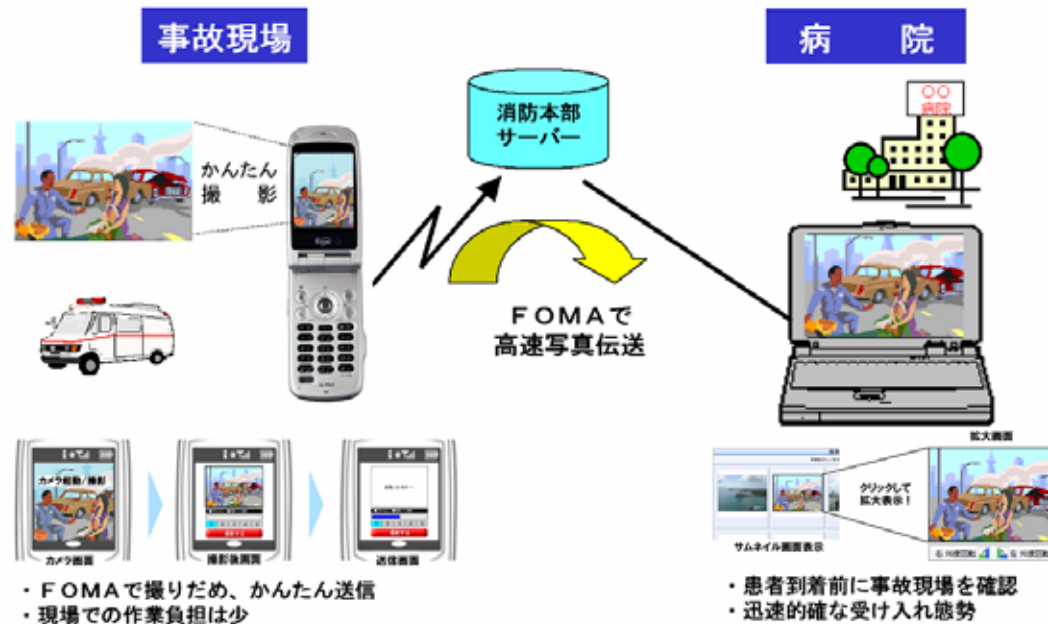 事故現場
病　院
消防本部
サーバー
○○
病院
かんたん
撮　影
ＦＯＭＡで
高速写真伝送
カメラ起動/撮影
撮影する
カメラ画面
撮影後画面
送信画面
拡大画面
クリックして
拡大表示！
サムネイル画面表示
・ＦＯＭＡで撮りだめ、かんたん送信
・現場での作業負担は少
・患者到着前に事故現場を確認
・迅速的確な受け入れ態勢